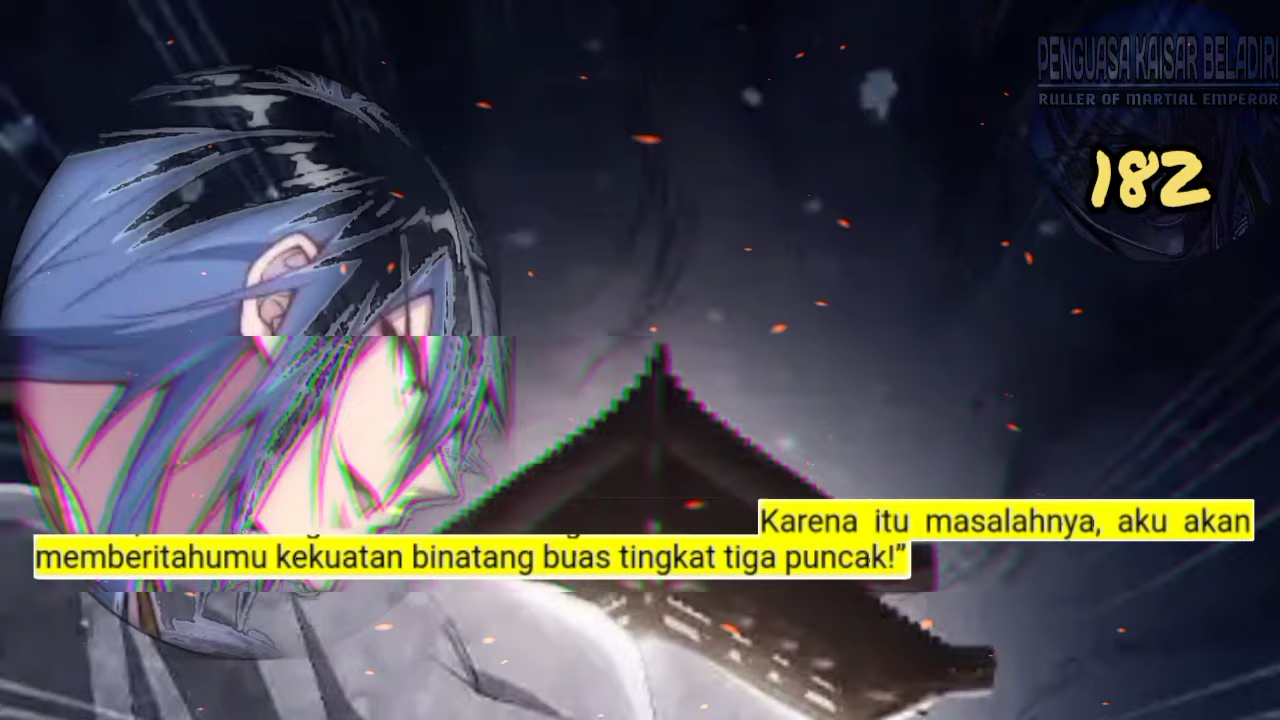 PENGUASA KAISAR BELADIRI
RULLER OF MARTIAL EMPEROR
182
Karena itu masalahnya, aku akan
memberitahumu kekuatan binatang buas tingkat tiga puncak!”